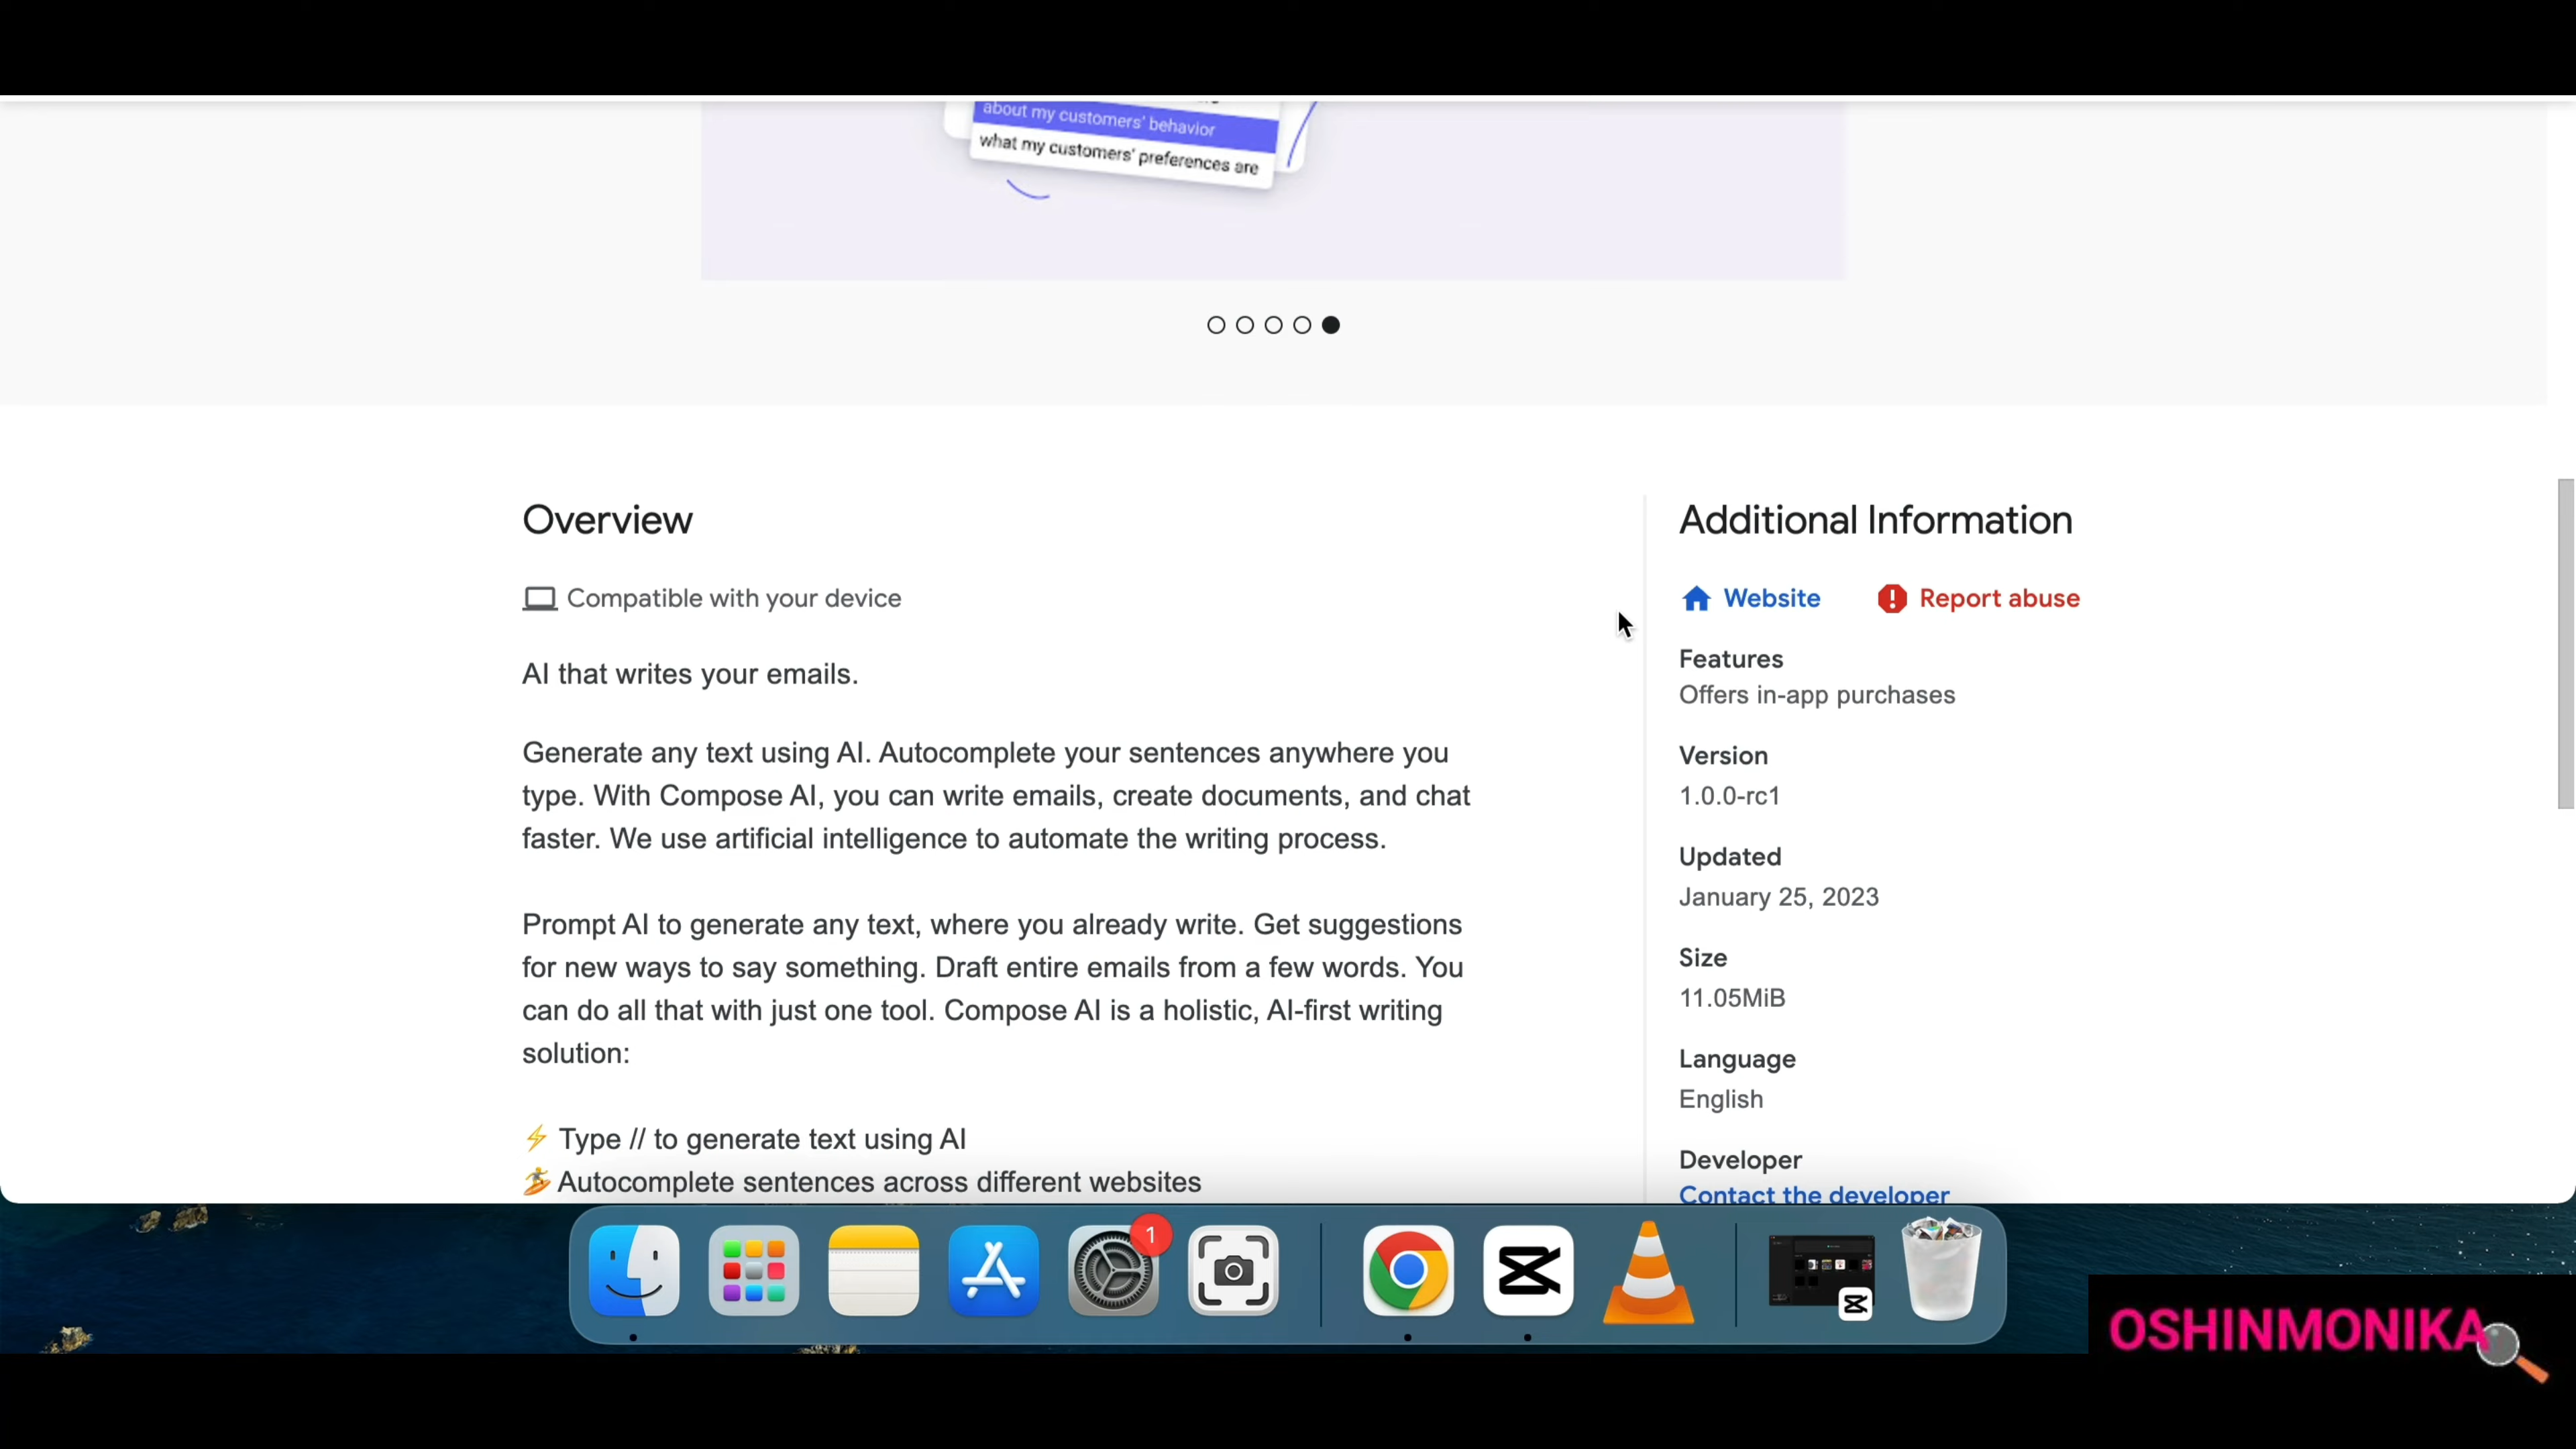 about my customers' behavior
what my customers' preferences are
Overview
Compatible with your device
AI that writes your emails.
Generate any text using AI. Autocomplete your sentences anywhere you
type. With Compose AI, you can write emails, create documents, and chat
faster. We use artificial intelligence to automate the writing process.
Prompt AI to generate any text, where you already write. Get suggestions
for new ways to say something. Draft entire emails from a few words. You
can do all that with just one tool. Compose AI is a holistic, AI-first writing
solution:
⚡ Type // to generate text using AI
🏄 Autocomplete sentences across different websites
Additional Information
Website
Report abuse
Features
Offers in-app purchases
Version
1.0.0-rc1
Updated
January 25, 2023
Size
11.05MiB
Language
English
Developer
Contact the developer
1
OSHINMONIKA